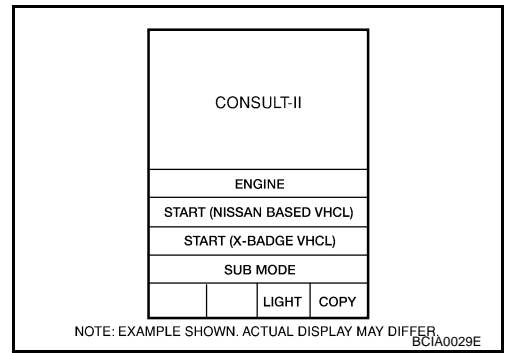 CONSULT-II
ENGINE
START (NISSAN BASED VHCL)
START (X-BADGE VHCL)
SUB MODE
LIGHT COPY
NOTE: EXAMPLE SHOWN. ACTUAL DISPLAY MAY DIFFER.
BCIA0029E